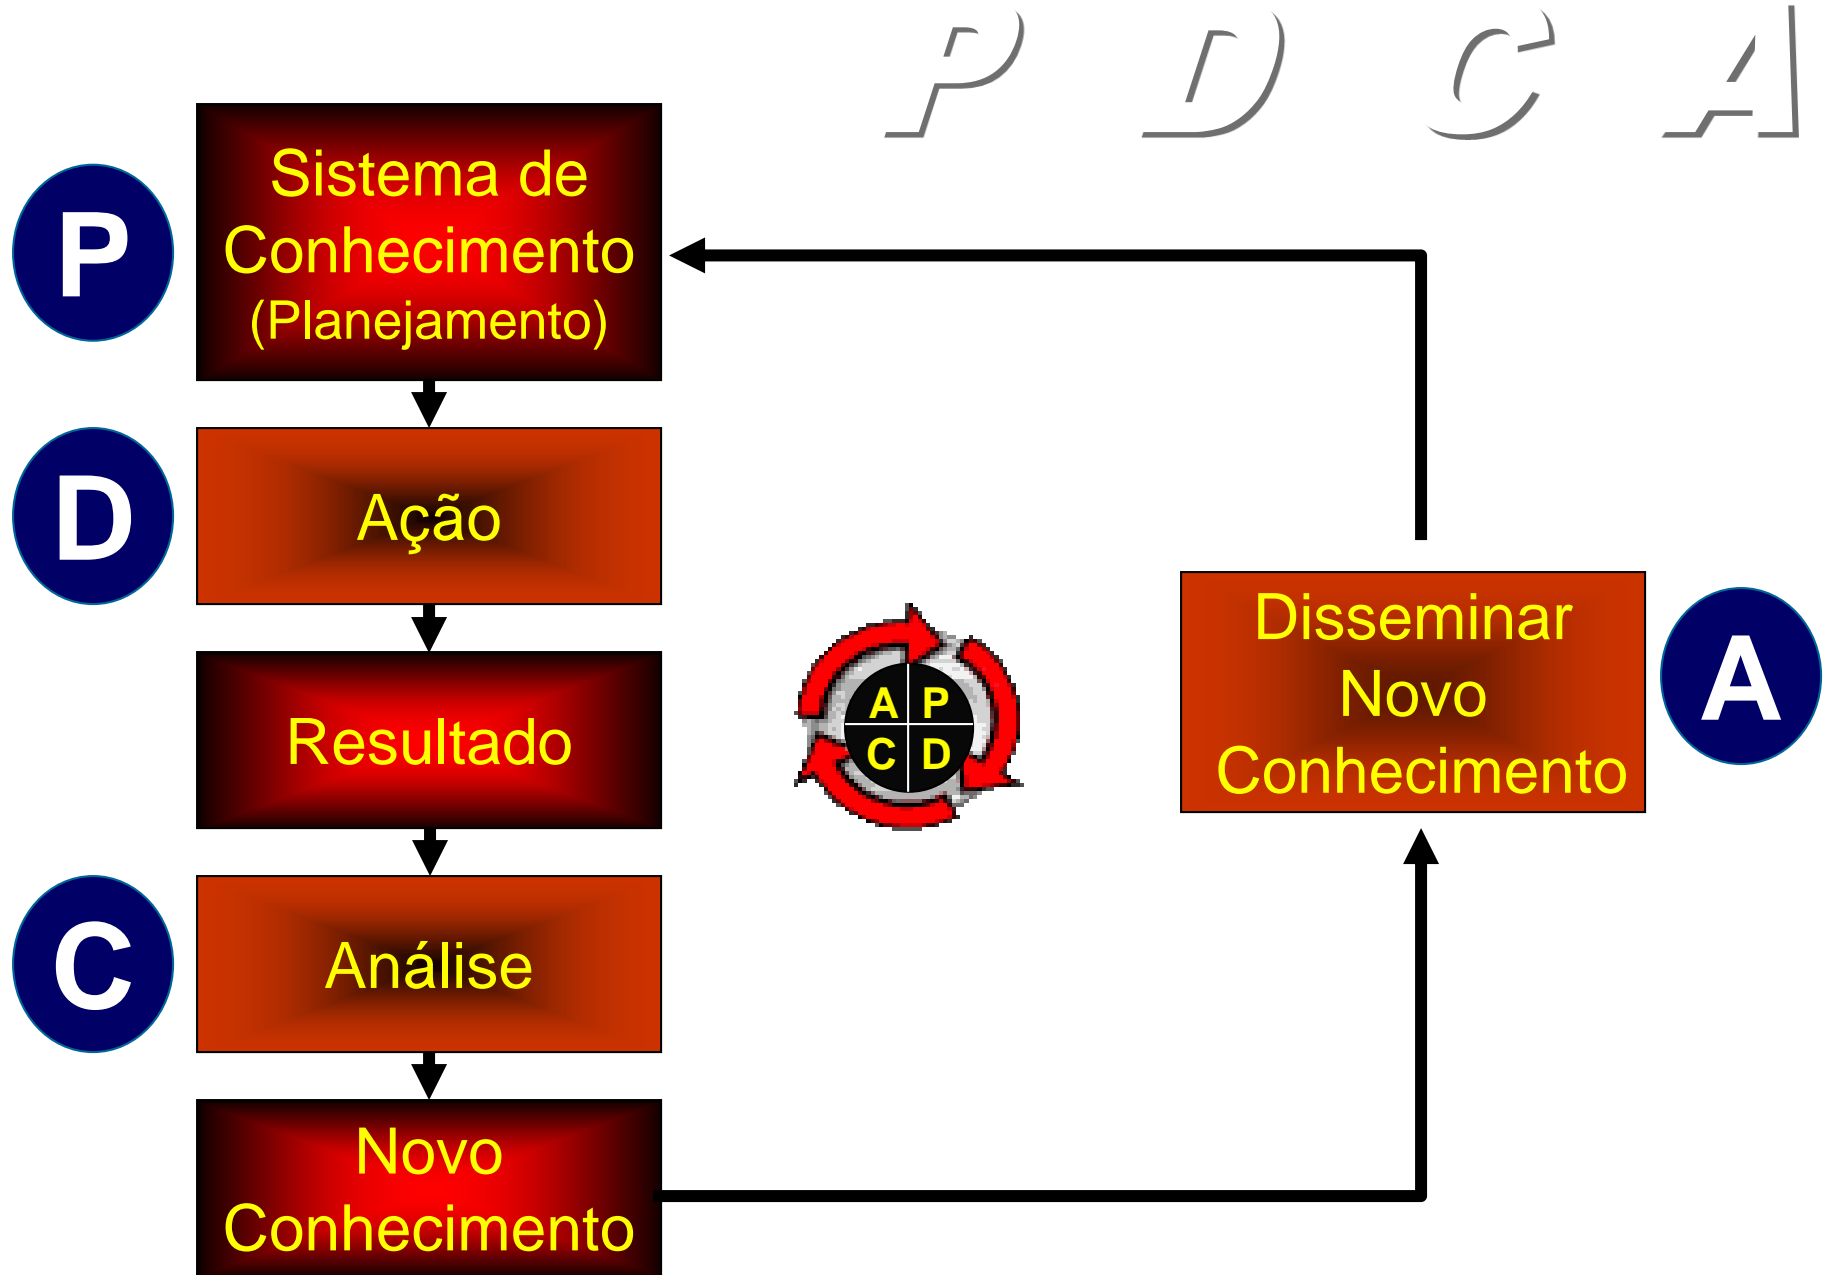 P D C A
P
Sistema de
Conhecimento
(Planejamento)
D
Ação
Resultado
C
Análise
Novo
Conhecimento
A P
C D
Disseminar
Novo
Conhecimento
A